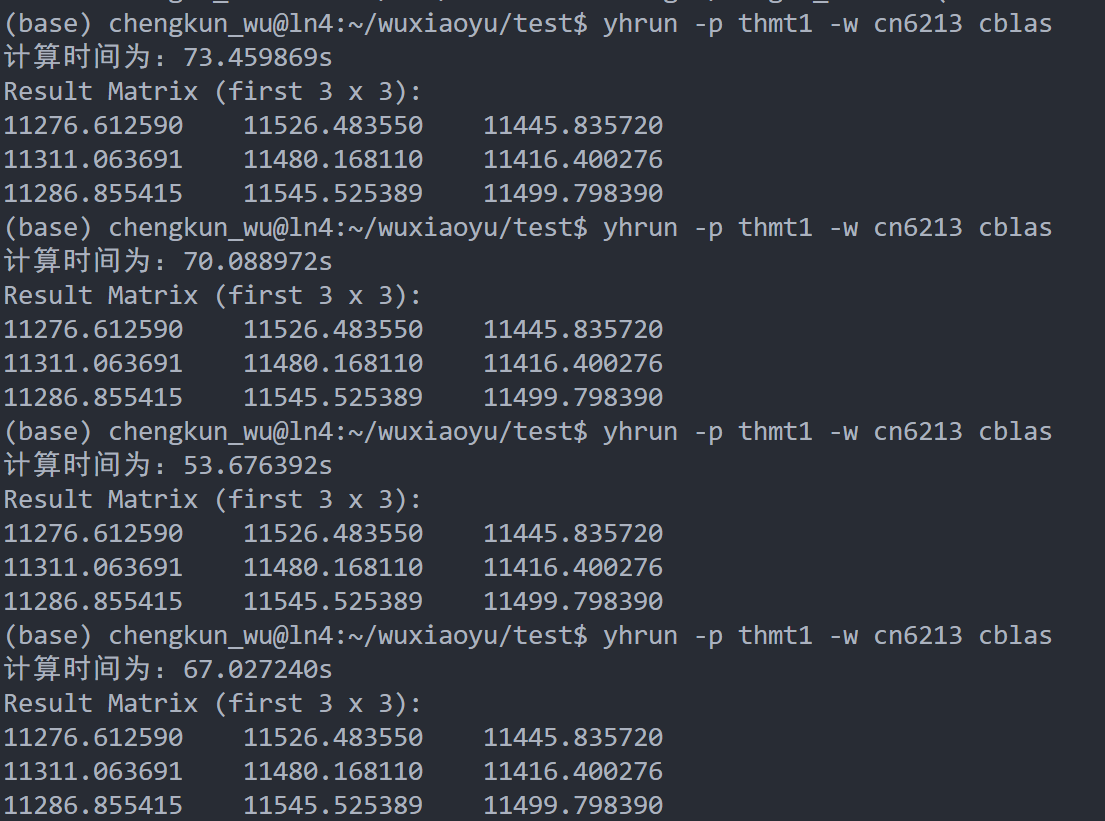 (base) chengkun_wu@ln4:~/wuxiaoyu/test$ yhrun -p thmt1 -w cn6213 cblas
计算时间为：73.459869s
Result Matrix (first 3 x 3):
11276.612590    11526.483550    11445.835720
11311.063691    11480.168110    11416.400276
11286.855415    11545.525389    11499.798390
(base) chengkun_wu@ln4:~/wuxiaoyu/test$ yhrun -p thmt1 -w cn6213 cblas
计算时间为：70.088972s
Result Matrix (first 3 x 3):
11276.612590    11526.483550    11445.835720
11311.063691    11480.168110    11416.400276
11286.855415    11545.525389    11499.798390
(base) chengkun_wu@ln4:~/wuxiaoyu/test$ yhrun -p thmt1 -w cn6213 cblas
计算时间为：53.676392s
Result Matrix (first 3 x 3):
11276.612590    11526.483550    11445.835720
11311.063691    11480.168110    11416.400276
11286.855415    11545.525389    11499.798390
(base) chengkun_wu@ln4:~/wuxiaoyu/test$ yhrun -p thmt1 -w cn6213 cblas
计算时间为：67.027240s
Result Matrix (first 3 x 3):
11276.612590    11526.483550    11445.835720
11311.063691    11480.168110    11416.400276
11286.855415    11545.525389    11499.798390